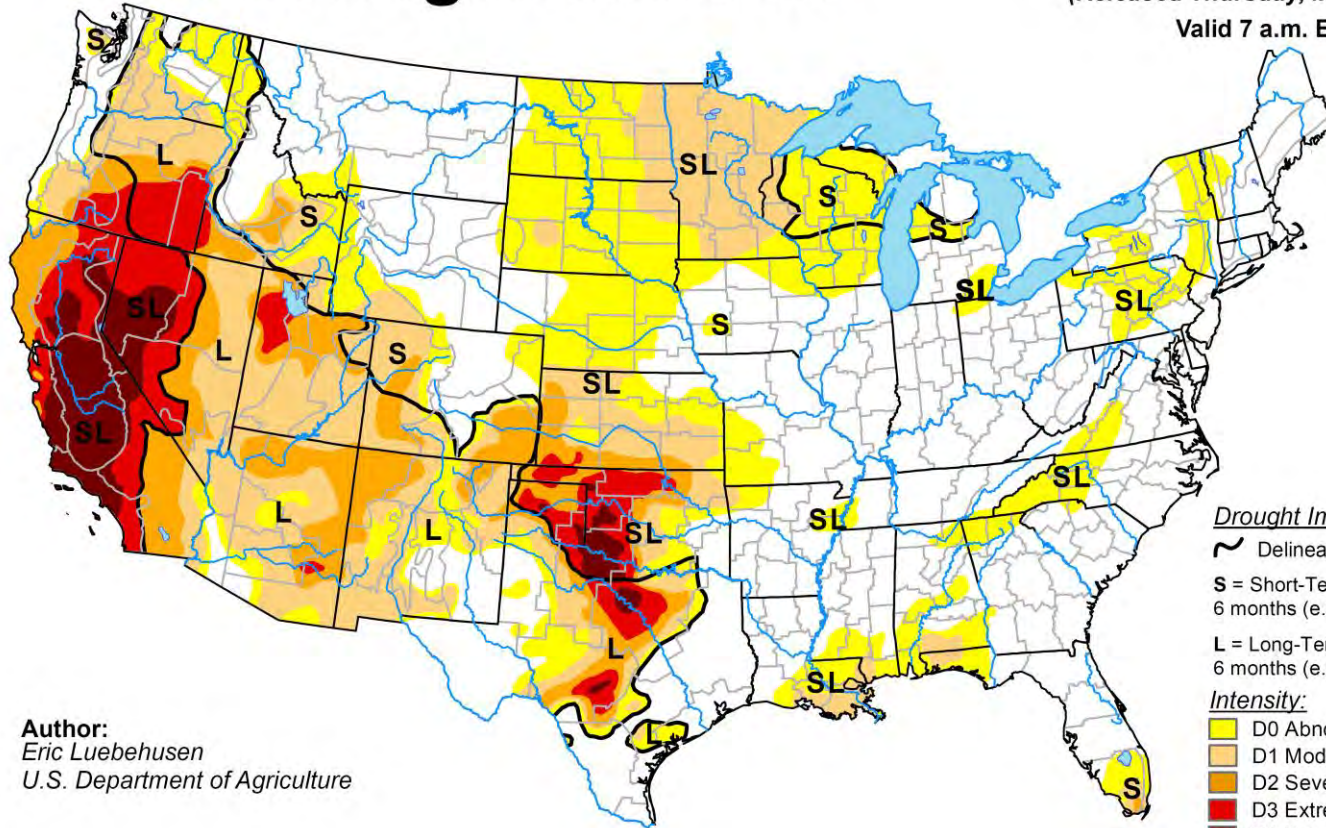 Valid 7 a.m. E
S
L
SL
S
S
S
SL
SL
S
SL
L
S
SL
SL
L
L
SL
SL
SL
L
SL
L
S
Drought In
Delinea
S = Short-Te
6 months (e.
L = Long-Ter
6 months (e.
Intensity:
D0 Abno
D1 Mod
D2 Seve
D3 Extre
Author:
Eric Luebehusen
U.S. Department of Agriculture